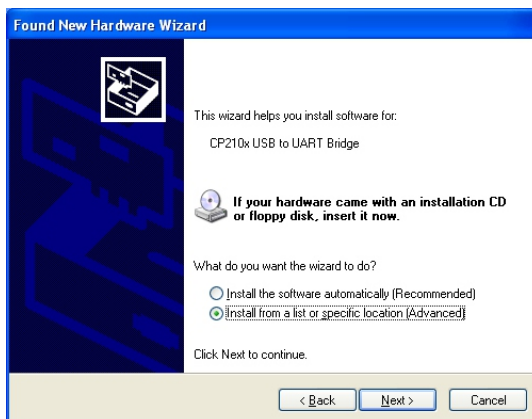 Found New Hardware Wizard
This wizard helps you install software for:
CP210x USB to UART Bridge
If your hardware came with an installation CD
or floppy disk, insert it now.
What do you want the wizard to do?
Install the software automatically (Recommended)
Install from a list or specific location (Advanced)
Click Next to continue.
< Back
Next >
Cancel